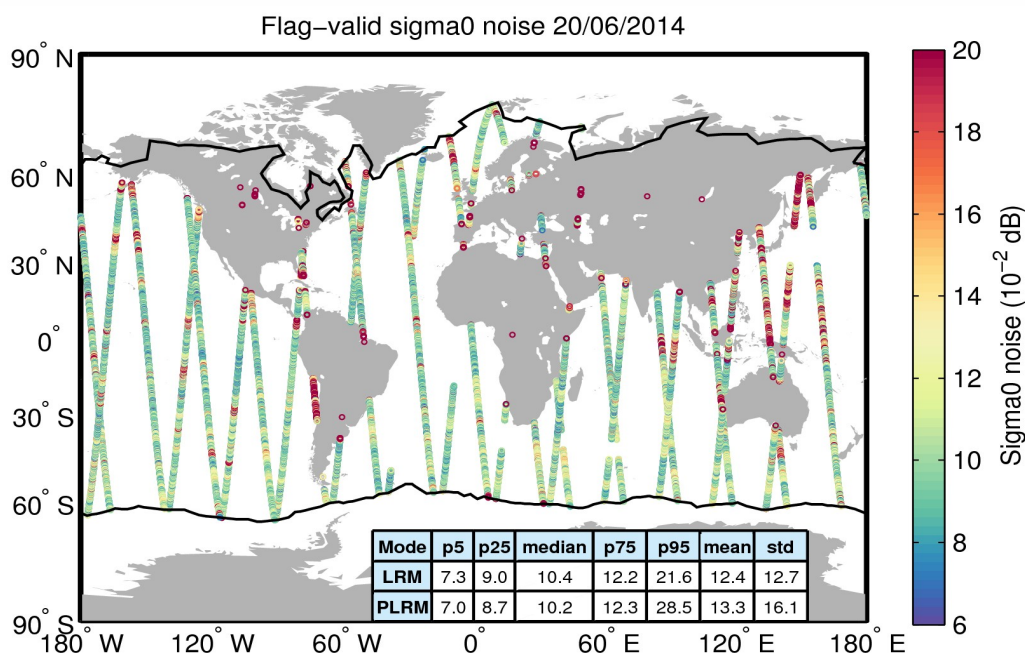 Flag−valid sigma0 noise 20/06/2014
90° N
60° N
30° N
0°
30° S
60° S
90° S
180° W
120° W
60° W
0°
60° E
120° E
180° E
Mode p5 p25 median p75 p95 mean std
LRM 7.3 9.0 10.4 12.2 21.6 12.4 12.7
PLRM 7.0 8.7 10.2 12.3 28.5 13.3 16.1
20
18
16
14
12
10
8
6
Sigma0 noise (10⁻² dB)